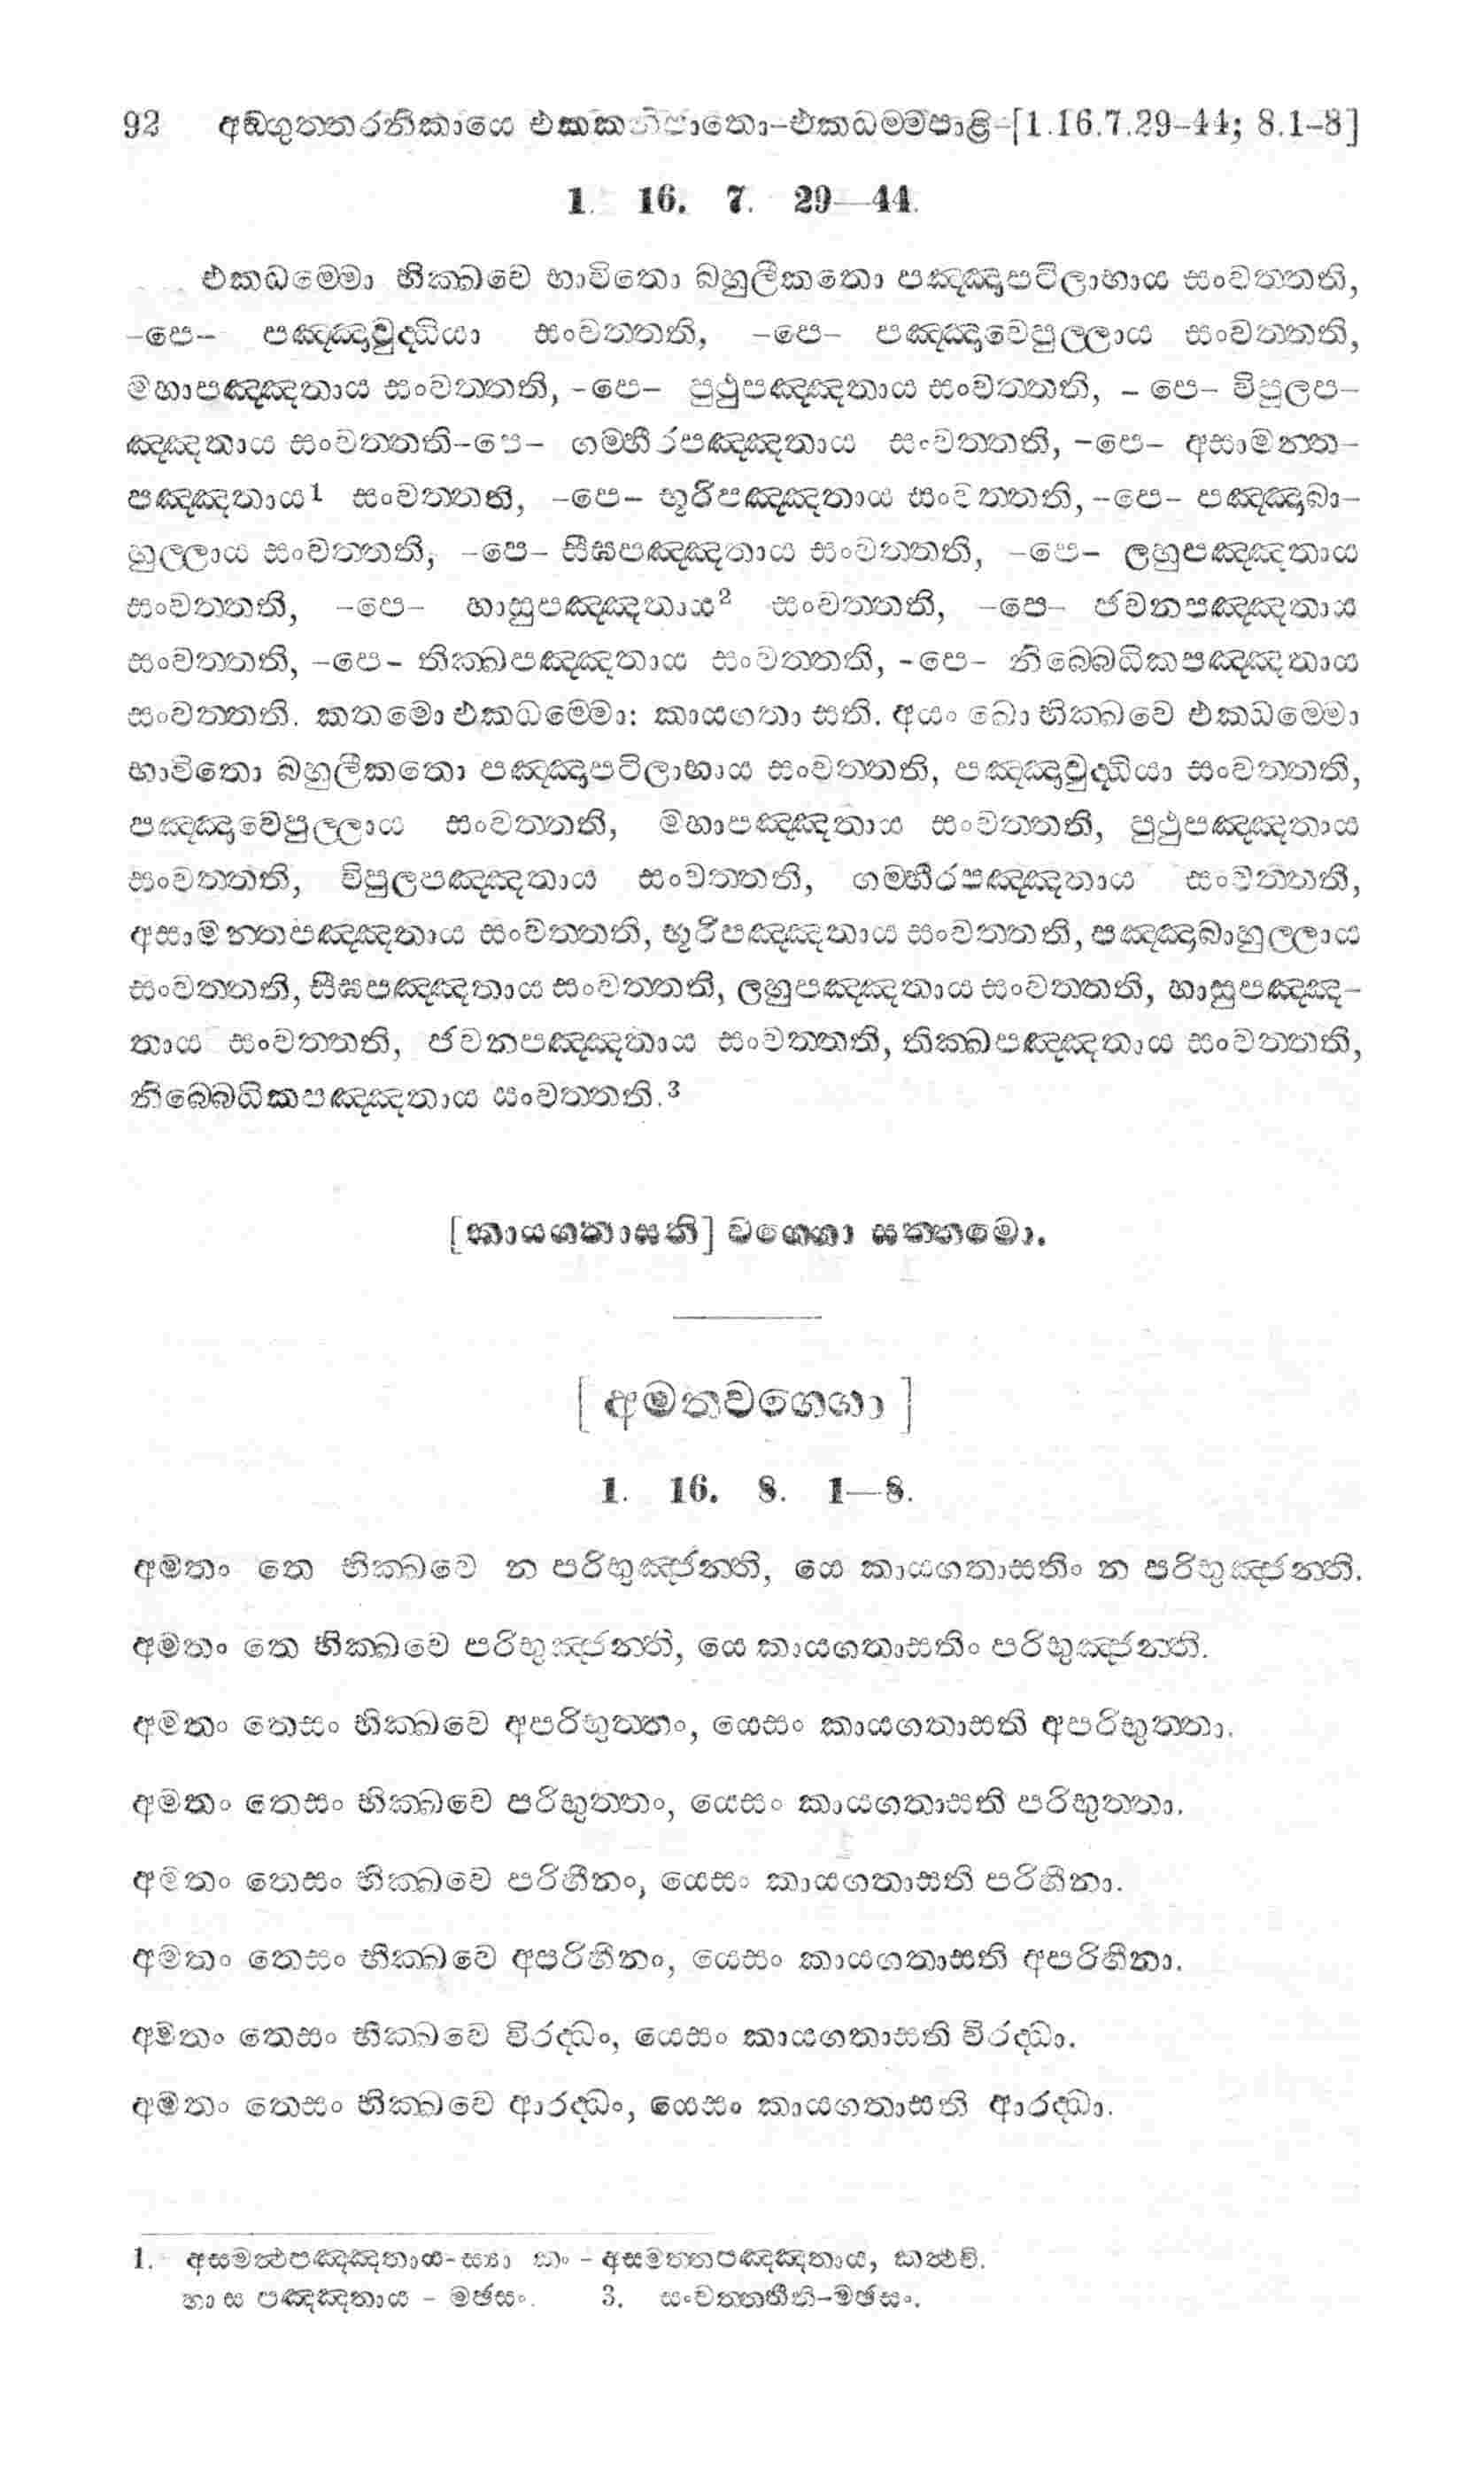 92 අඞ්ගුත්තරනිකායෙ එකකනිපාතො-එකධම්මපාළි-[1.16.7.29-44; 8.1-8]
1. 16. 7. 29—44.
එකධම්මො භික්ඛවෙ භාවිතො බහුලීකතො පඤ්ඤාපටිලාභාය සංවත්තති,
-පෙ- පඤ්ඤාවුද්ධියා සංවත්තති, -පෙ- පඤ්ඤාවෙපුල්ලාය සංවත්තති,
මහාපඤ්ඤතාය සංවත්තති, -පෙ- පුථුපඤ්ඤතාය සංවත්තති, - පෙ- විපුලප-
ඤ්ඤතාය සංවත්තති-පෙ- ගම්භීරපඤ්ඤතාය සංවත්තති, -පෙ- අසාමන්ත-
පඤ්ඤතාය1 සංවත්තති, -පෙ- භූරිපඤ්ඤතාය සංවත්තති, -පෙ- පඤ්ඤාබා-
හුල්ලාය සංවත්තති, -පෙ- සීඝපඤ්ඤතාය සංවත්තති, -පෙ- ලහුපඤ්ඤතාය
සංවත්තති, -පෙ- හාසුපඤ්ඤතාය2 සංවත්තති, -පෙ- ජවනපඤ්ඤතාය
සංවත්තති, -පෙ- තික්ඛපඤ්ඤතාය සංවත්තති, -පෙ- නිබ්බෙධිකපඤ්ඤතාය
සංවත්තති. කතමො එකධම්මො: කායගතා සති. අයං ඛො භික්ඛවෙ එකධම්මො
භාවිතො බහුලීකතො පඤ්ඤාපටිලාභාය සංවත්තති, පඤ්ඤාවුද්ධියා සංවත්තති,
පඤ්ඤාවෙපුල්ලාය සංවත්තති, මහාපඤ්ඤතාය සංවත්තති, පුථුපඤ්ඤතාය
සංවත්තති, විපුලපඤ්ඤතාය සංවත්තති, ගම්භීරපඤ්ඤතාය සංවත්තති,
අසාමන්තපඤ්ඤතාය සංවත්තති, භූරිපඤ්ඤතාය සංවත්තති, පඤ්ඤාබාහුල්ලාය
සංවත්තති, සීඝපඤ්ඤතාය සංවත්තති, ලහුපඤ්ඤතාය සංවත්තති, හාසුපඤ්ඤ-
තාය සංවත්තති, ජවනපඤ්ඤතාය සංවත්තති, තික්ඛපඤ්ඤතාය සංවත්තති,
නිබ්බෙධිකපඤ්ඤතාය සංවත්තති.3
[කායගතාසති] වග්ගො සත්තමො.
[ අමතවග්ගො ]
1. 16. 8. 1—8.
අමතං තෙ භික්ඛවෙ න පරිභුඤ්ජන්ති, යෙ කායගතාසතිං න පරිභුඤ්ජන්ති.
අමතං තෙ භික්ඛවෙ පරිභුඤ්ජන්ති, යෙ කායගතාසතිං පරිභුඤ්ජන්ති.
අමතං තෙසං භික්ඛවෙ අපරිභුත්තං, යෙසං කායගතාසති අපරිභුත්තා.
අමතං තෙසං භික්ඛවෙ පරිභුත්තං, යෙසං කායගතාසති පරිභුත්තා.
අමතං තෙසං භික්ඛවෙ පරිහීනං, යෙසං කායගතාසති පරිහීනා.
අමතං තෙසං භික්ඛවෙ අපරිහීනං, යෙසං කායගතාසති අපරිහීනා.
අමතං තෙසං භික්ඛවෙ විරද්ධං, යෙසං කායගතාසති විරද්ධා.
අමතං තෙසං භික්ඛවෙ ආරද්ධං, යෙසං කායගතාසති ආරද්ධා.
1. අසමත්ථපඤ්ඤතාය-ස්‍යා කං - අසමත්තපඤ්ඤතාය, කත්ථචි.
හාස පඤ්ඤතාය - මඡසං. 3. සංවත්තතීති-මඡසං.